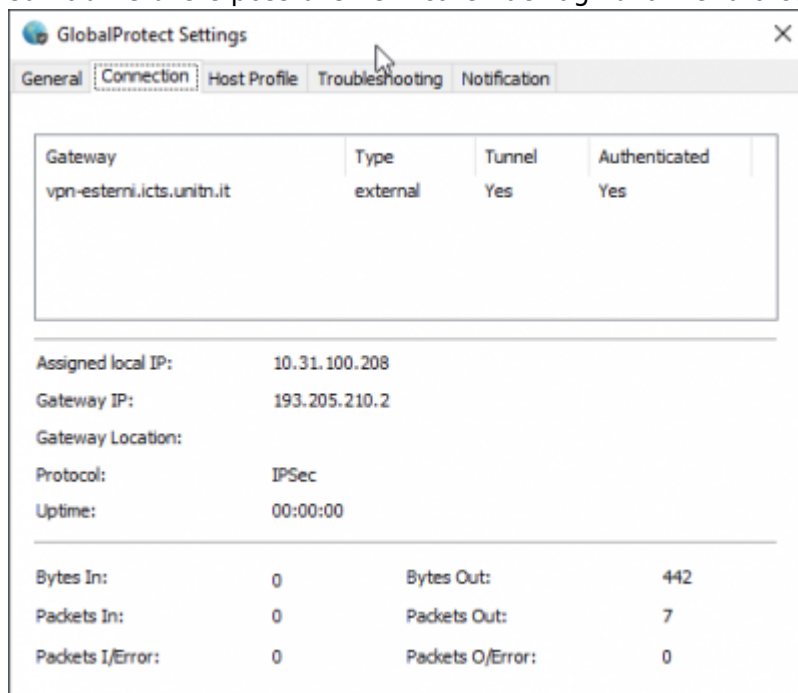 GlobalProtect Settings
General Connection Host Profile Troubleshooting Notification
Gateway Type Tunnel Authenticated
vpn-esterni.icts.unitn.it external Yes Yes
Assigned local IP: 10.31.100.208
Gateway IP: 193.205.210.2
Gateway Location:
Protocol: IPSec
Uptime: 00:00:00
Bytes In: 0 Bytes Out: 442
Packets In: 0 Packets Out: 7
Packets I/Error: 0 Packets O/Error: 0